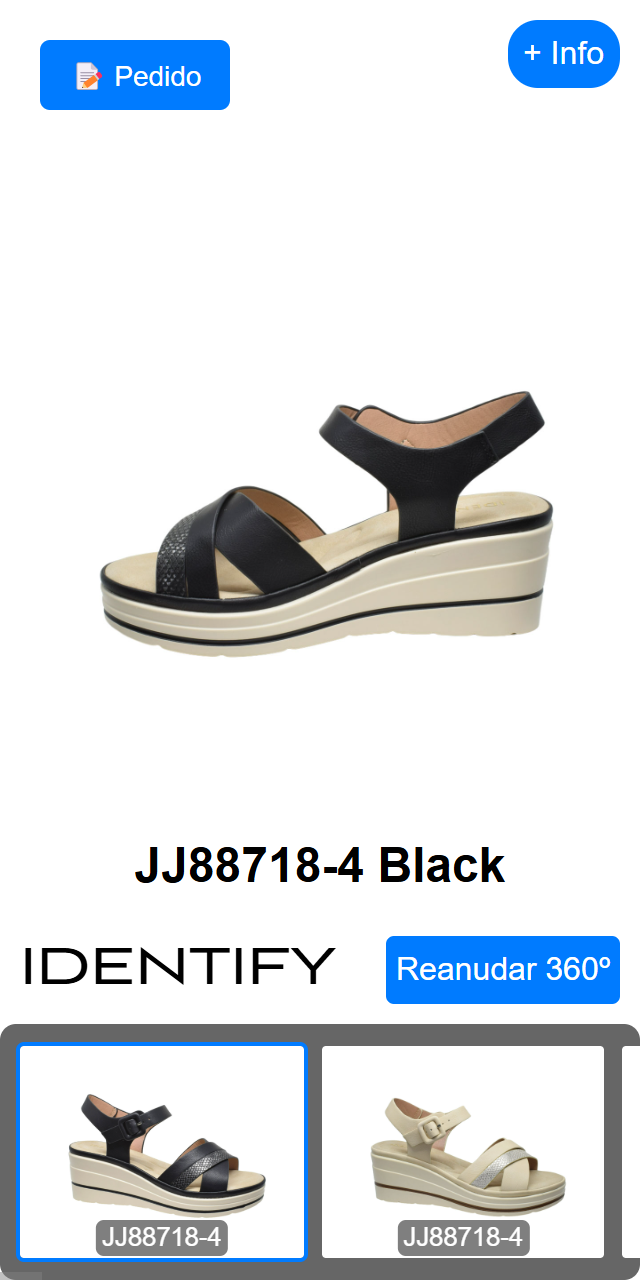 Pedido
+ Info
JJ88718-4 Black
IDENTIFY
Reanudar 360º
JJ88718-4
JJ88718-4